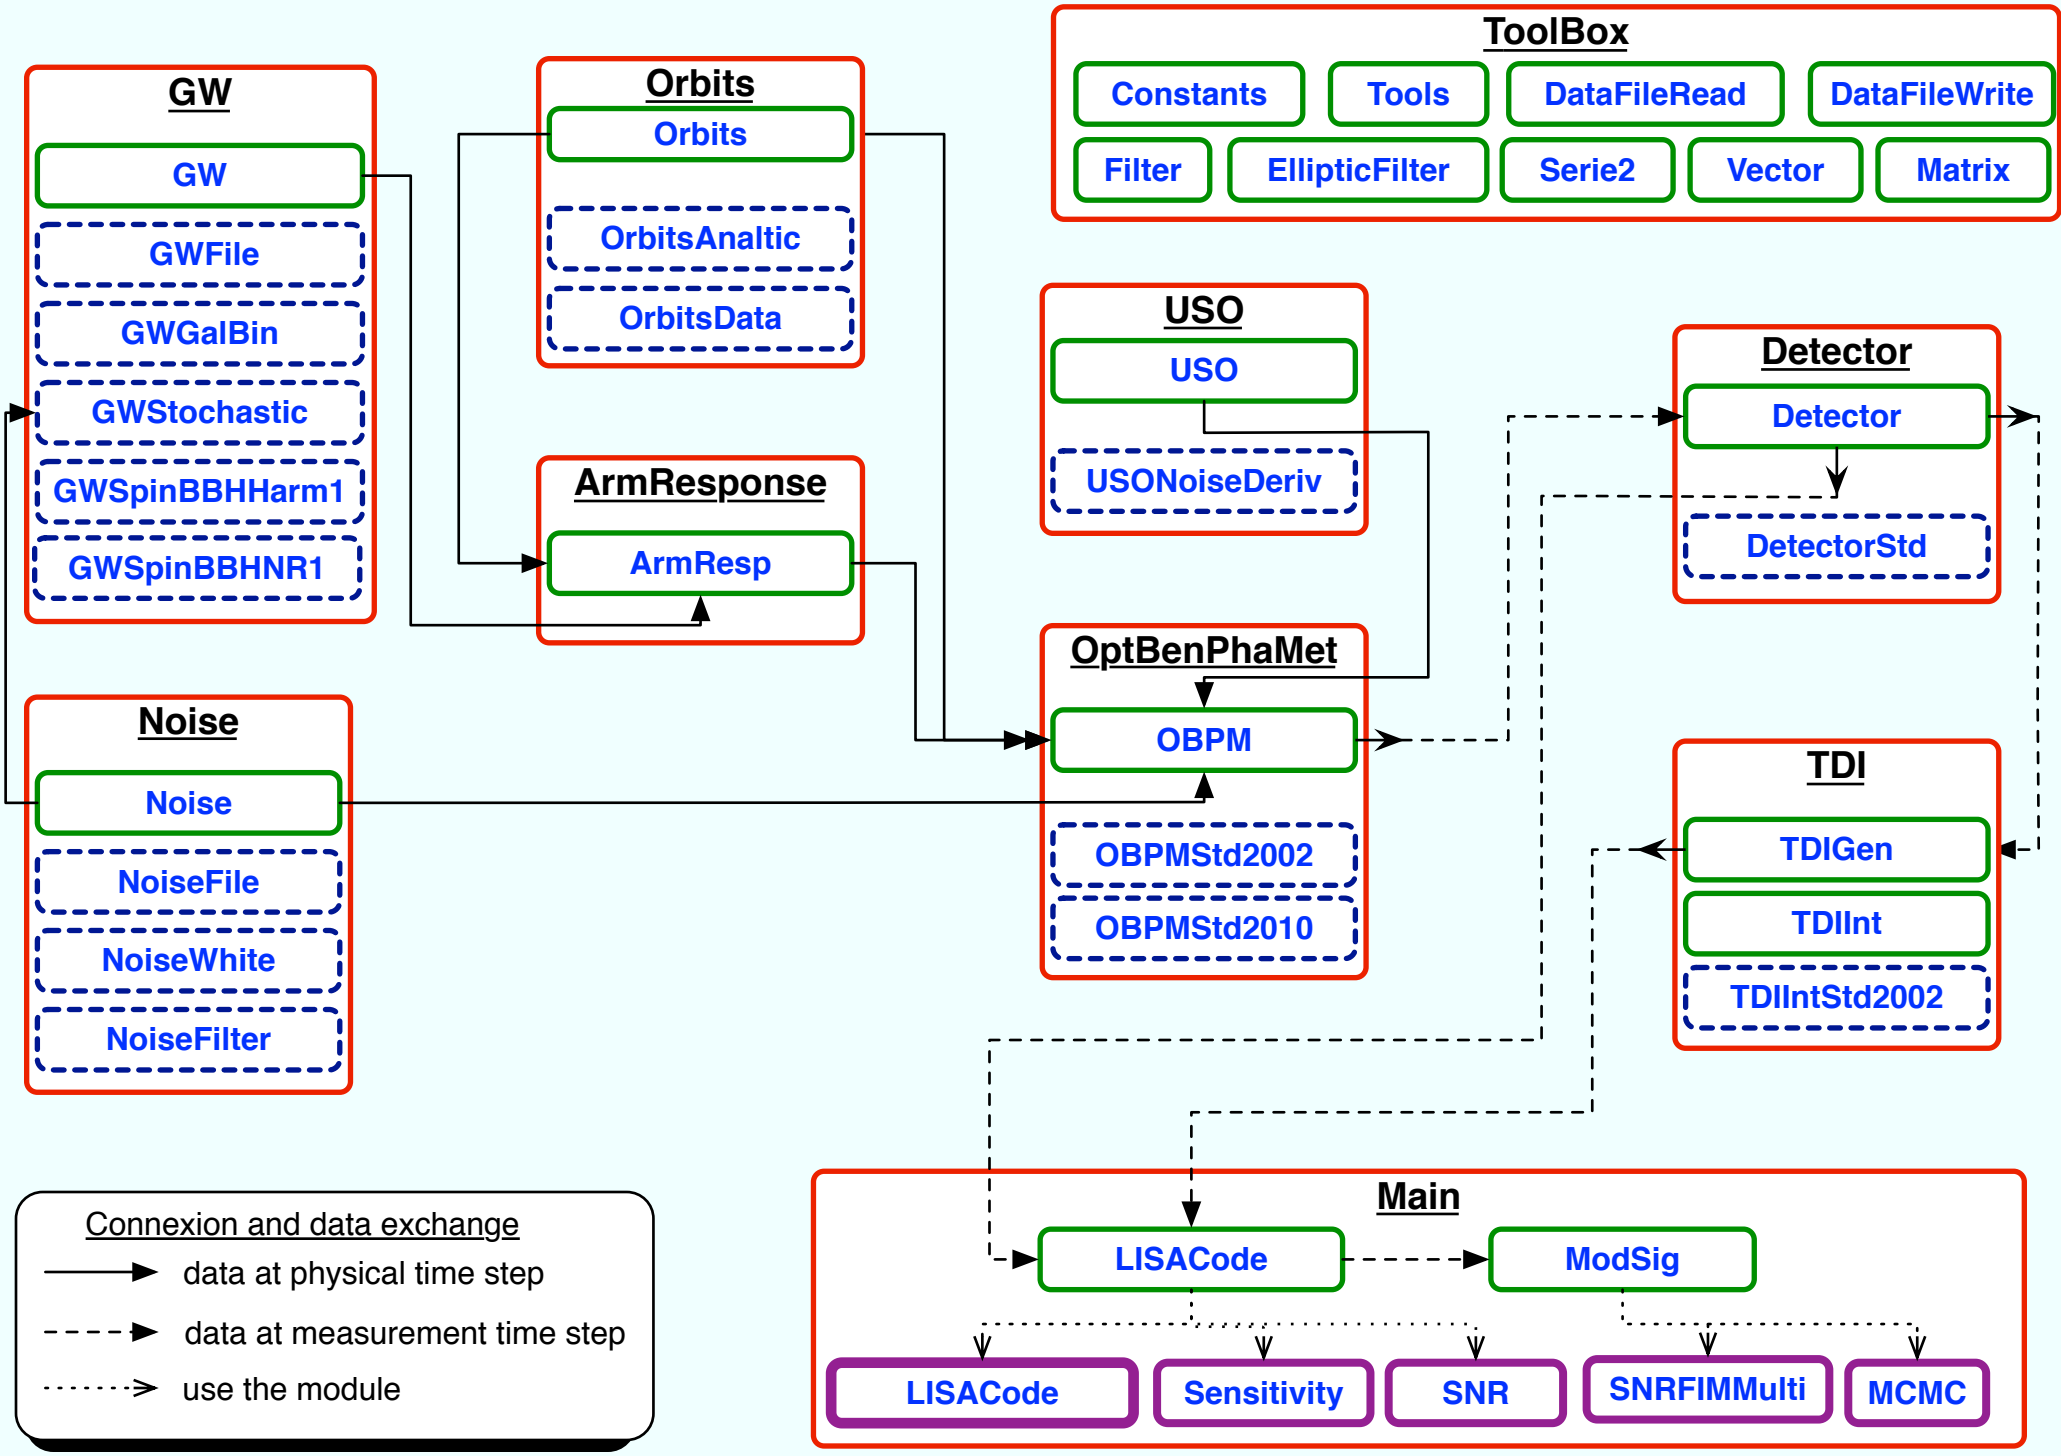 ToolBox
Constants
Tools
DataFileRead
DataFileWrite
Filter
EllipticFilter
Serie2
Vector
Matrix
GW
GW
GWFile
GWGalBin
GWStochastic
GWSpinBBHHarm1
GWSpinBBHNR1
Orbits
Orbits
OrbitsAnaltic
OrbitsData
ArmResponse
ArmResp
USO
USO
USONoiseDeriv
Detector
Detector
DetectorStd
OptBenPhaMet
OBPM
OBPMStd2002
OBPMStd2010
Noise
Noise
NoiseFile
NoiseWhite
NoiseFilter
TDI
TDIGen
TDIInt
TDIIntStd2002
Main
LISACode
ModSig
LISACode
Sensitivity
SNR
SNRFIMMulti
MCMC
Connexion and data exchange
data at physical time step
data at measurement time step
use the module